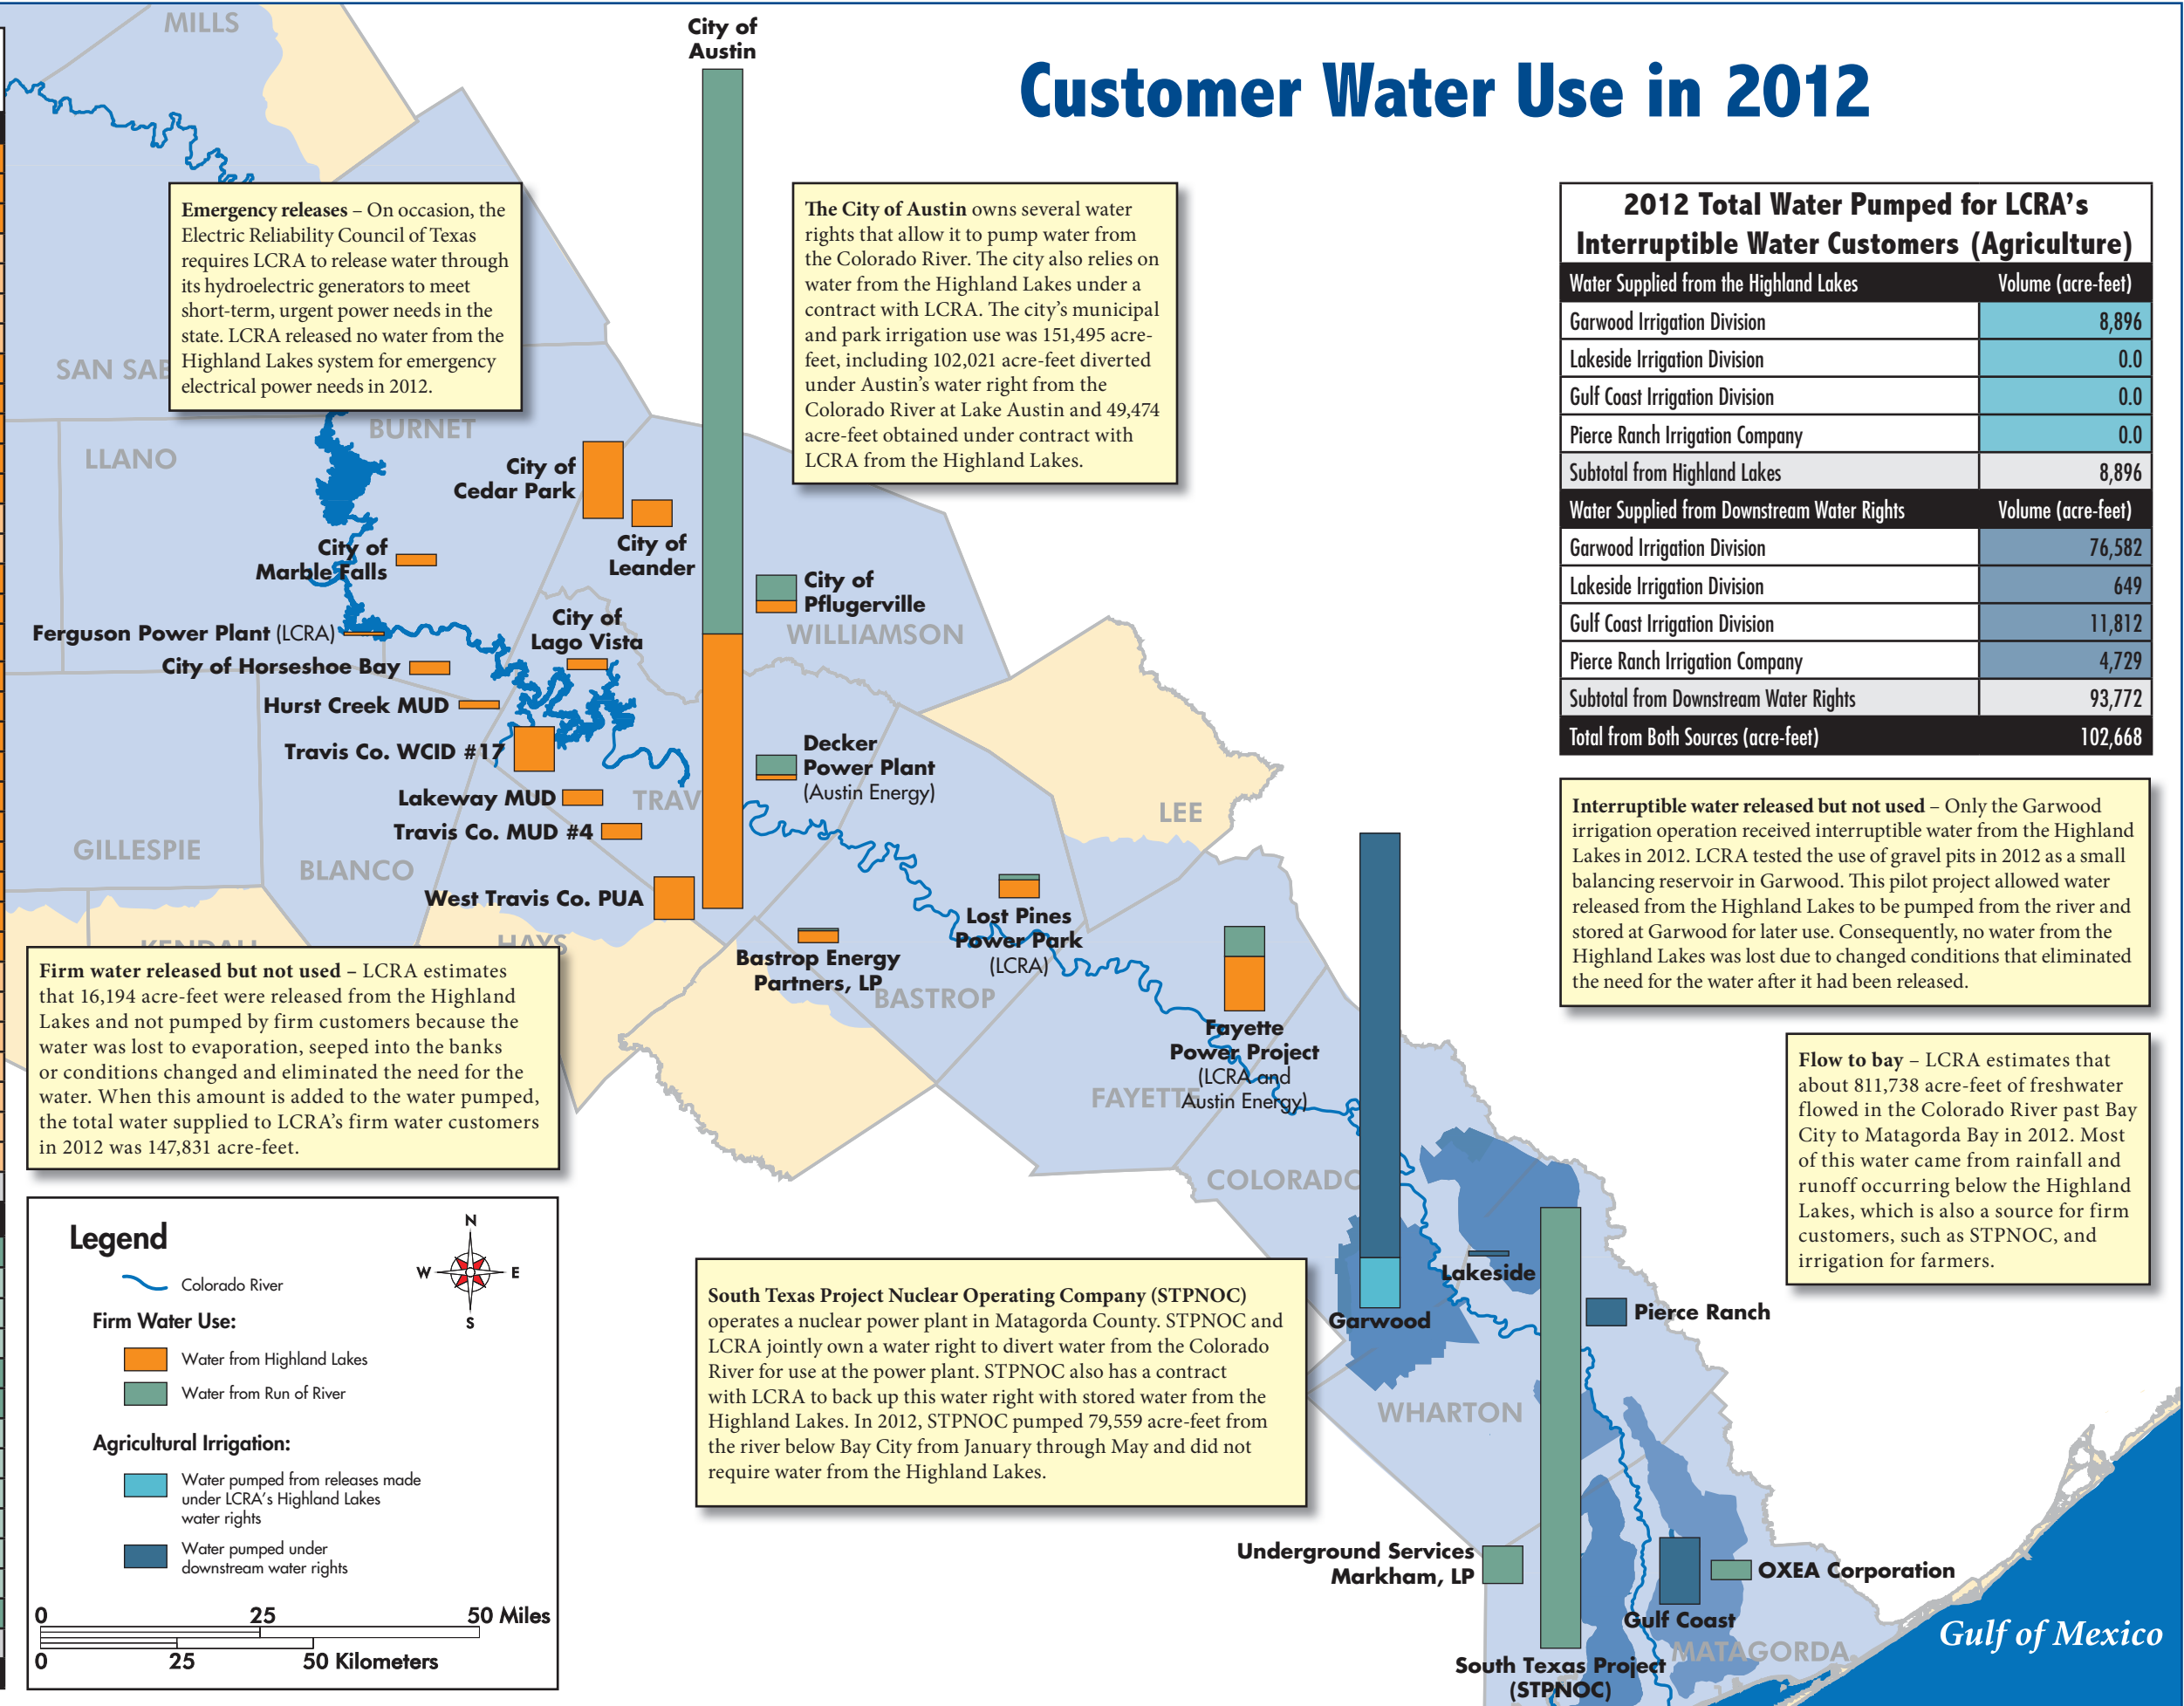 Customer Water Use in 2012
MILLS
SAN SAB
LLANO
BURNET
WILLIAMSON
GILLESPIE
BLANCO
TRAV
LEE
KENDALL
HAYS
BASTROP
FAYETTE
COLORADO
WHARTON
MATAGORDA
Gulf of Mexico
City of
Austin
Emergency releases – On occasion, the
Electric Reliability Council of Texas
requires LCRA to release water through
its hydroelectric generators to meet
short-term, urgent power needs in the
state. LCRA released no water from the
Highland Lakes system for emergency
electrical power needs in 2012.
The City of Austin owns several water
rights that allow it to pump water from
the Colorado River. The city also relies on
water from the Highland Lakes under a
contract with LCRA. The city’s municipal
and park irrigation use was 151,495 acre-
feet, including 102,021 acre-feet diverted
under Austin’s water right from the
Colorado River at Lake Austin and 49,474
acre-feet obtained under contract with
LCRA from the Highland Lakes.
2012 Total Water Pumped for LCRA’s
Interruptible Water Customers (Agriculture)
Water Supplied from the Highland Lakes Volume (acre-feet)
Garwood Irrigation Division 8,896
Lakeside Irrigation Division 0.0
Gulf Coast Irrigation Division 0.0
Pierce Ranch Irrigation Company 0.0
Subtotal from Highland Lakes 8,896
Water Supplied from Downstream Water Rights Volume (acre-feet)
Garwood Irrigation Division 76,582
Lakeside Irrigation Division 649
Gulf Coast Irrigation Division 11,812
Pierce Ranch Irrigation Company 4,729
Subtotal from Downstream Water Rights 93,772
Total from Both Sources (acre-feet) 102,668
City of
Cedar Park
City of
Leander
City of
Marble Falls
City of
Pflugerville
Ferguson Power Plant (LCRA)
City of
Lago Vista
City of Horseshoe Bay
Hurst Creek MUD
Travis Co. WCID #17
Decker
Power Plant
(Austin Energy)
Lakeway MUD
Travis Co. MUD #4
West Travis Co. PUA
Bastrop Energy
Partners, LP
Lost Pines
Power Park
(LCRA)
Fayette
Power Project
(LCRA and
Austin Energy)
Interruptible water released but not used – Only the Garwood
irrigation operation received interruptible water from the Highland
Lakes in 2012. LCRA tested the use of gravel pits in 2012 as a small
balancing reservoir in Garwood. This pilot project allowed water
released from the Highland Lakes to be pumped from the river and
stored at Garwood for later use. Consequently, no water from the
Highland Lakes was lost due to changed conditions that eliminated
the need for the water after it had been released.
Firm water released but not used – LCRA estimates
that 16,194 acre-feet were released from the Highland
Lakes and not pumped by firm customers because the
water was lost to evaporation, seeped into the banks
or conditions changed and eliminated the need for the
water. When this amount is added to the water pumped,
the total water supplied to LCRA’s firm water customers
in 2012 was 147,831 acre-feet.
Flow to bay – LCRA estimates that
about 811,738 acre-feet of freshwater
flowed in the Colorado River past Bay
City to Matagorda Bay in 2012. Most
of this water came from rainfall and
runoff occurring below the Highland
Lakes, which is also a source for firm
customers, such as STPNOC, and
irrigation for farmers.
South Texas Project Nuclear Operating Company (STPNOC)
operates a nuclear power plant in Matagorda County. STPNOC and
LCRA jointly own a water right to divert water from the Colorado
River for use at the power plant. STPNOC also has a contract
with LCRA to back up this water right with stored water from the
Highland Lakes. In 2012, STPNOC pumped 79,559 acre-feet from
the river below Bay City from January through May and did not
require water from the Highland Lakes.
Garwood
Lakeside
Pierce Ranch
Underground Services
Markham, LP
OXEA Corporation
Gulf Coast
South Texas Project
(STPNOC)
Legend
N
W E
S
Colorado River
Firm Water Use:
Water from Highland Lakes
Water from Run of River
Agricultural Irrigation:
Water pumped from releases made
under LCRA’s Highland Lakes
water rights
Water pumped under
downstream water rights
0 25 50 Miles
0 25 50 Kilometers